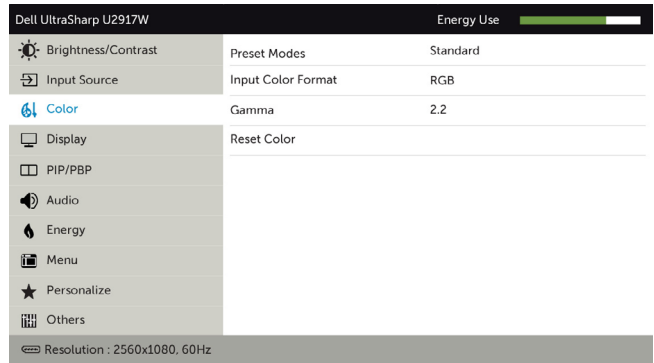 Dell UltraSharp U2917W Energy Use
Brightness/Contrast
Input Source
Color
Display
PIP/PBP
Audio
Energy
Menu
Personalize
Others
Preset Modes Standard
Input Color Format RGB
Gamma 2.2
Reset Color
Resolution : 2560x1080, 60Hz